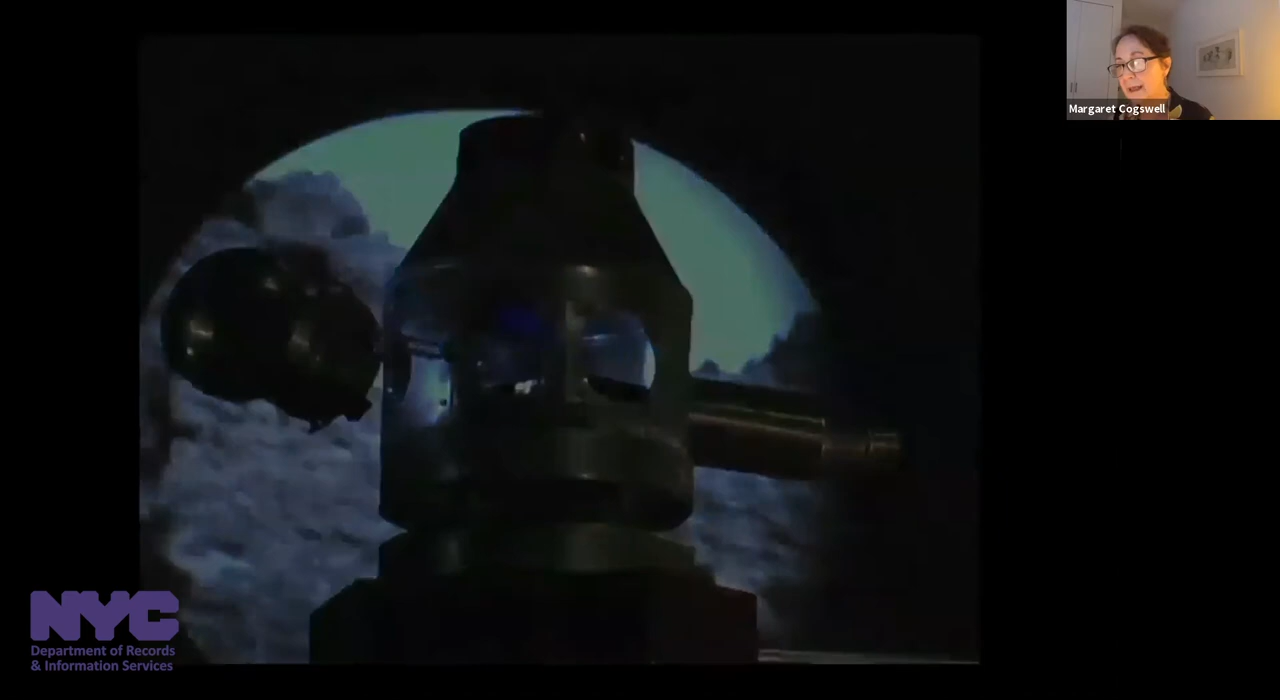 Margaret Cogswell
NYC
Department of Records
& Information Services